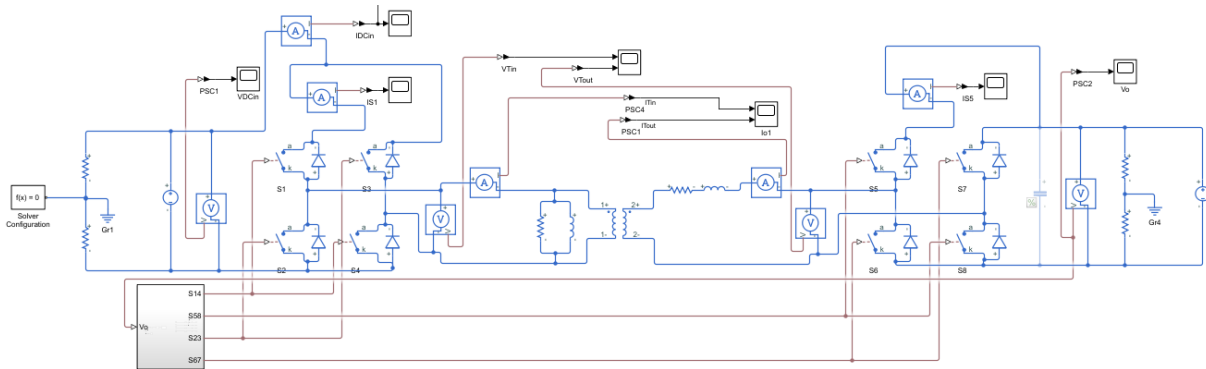 IDCin
VTin
VTout
PSC1
VDCin
IS1
PSC4
ITin
PSC1
ITout
Io1
IS5
PSC2
Vo
a
k
S1
a
k
S3
a
k
S5
a
k
S7
f(x) = 0
Solver
Configuration
Gr1
1+
2+
1-
2-
Gr4
a
k
S2
a
k
S4
a
k
S6
a
k
S8
A
A
A
A
A
V
V
V
V
S14
S58
Vo
S23
S67